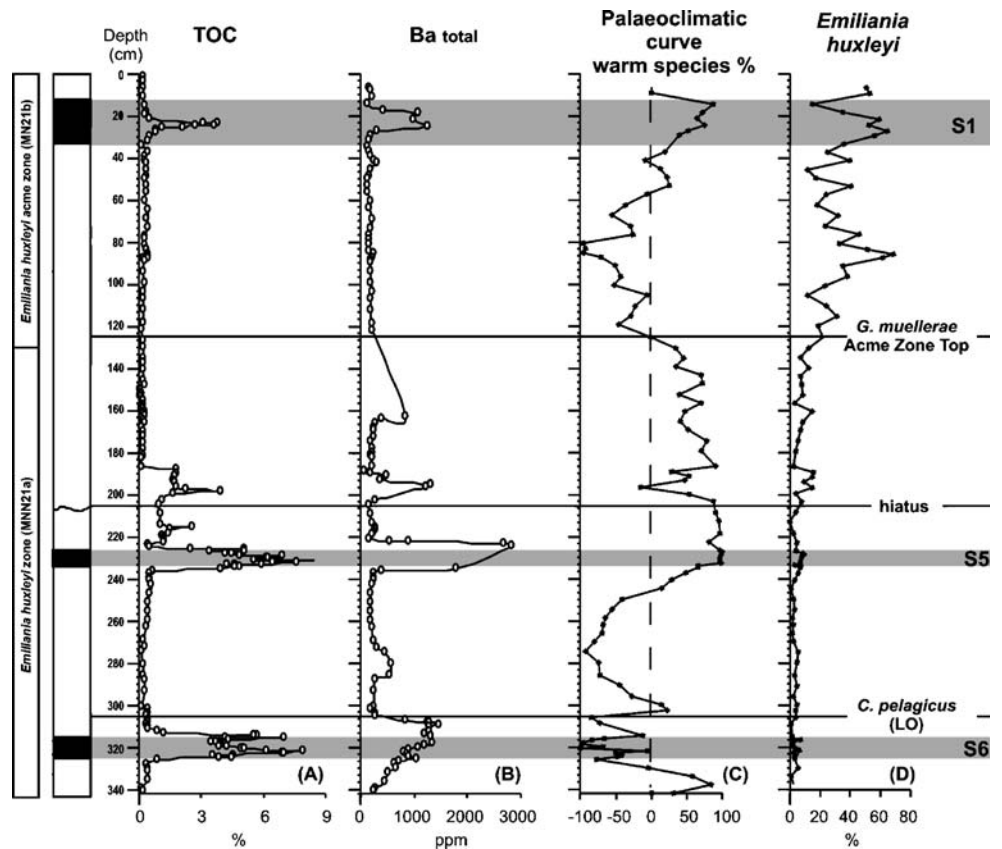 Depth
(cm)
TOC
Ba total
Palaeoclimatic
curve
warm species %
Emiliania
huxleyi
0
20
40
60
80
100
120
140
160
180
200
220
240
260
280
300
320
340
Emiliania huxleyi acme zone (MN21b)
Emiliania huxleyi zone (MNN21a)
S1
G. muellerae
Acme Zone Top
hiatus
S5
C. pelagicus
(LO)
S6
(A)
(B)
(C)
(D)
0 3 6 9
%
0 1000 2000 3000
ppm
-100 -50 0 50 100
0 20 40 60 80
%